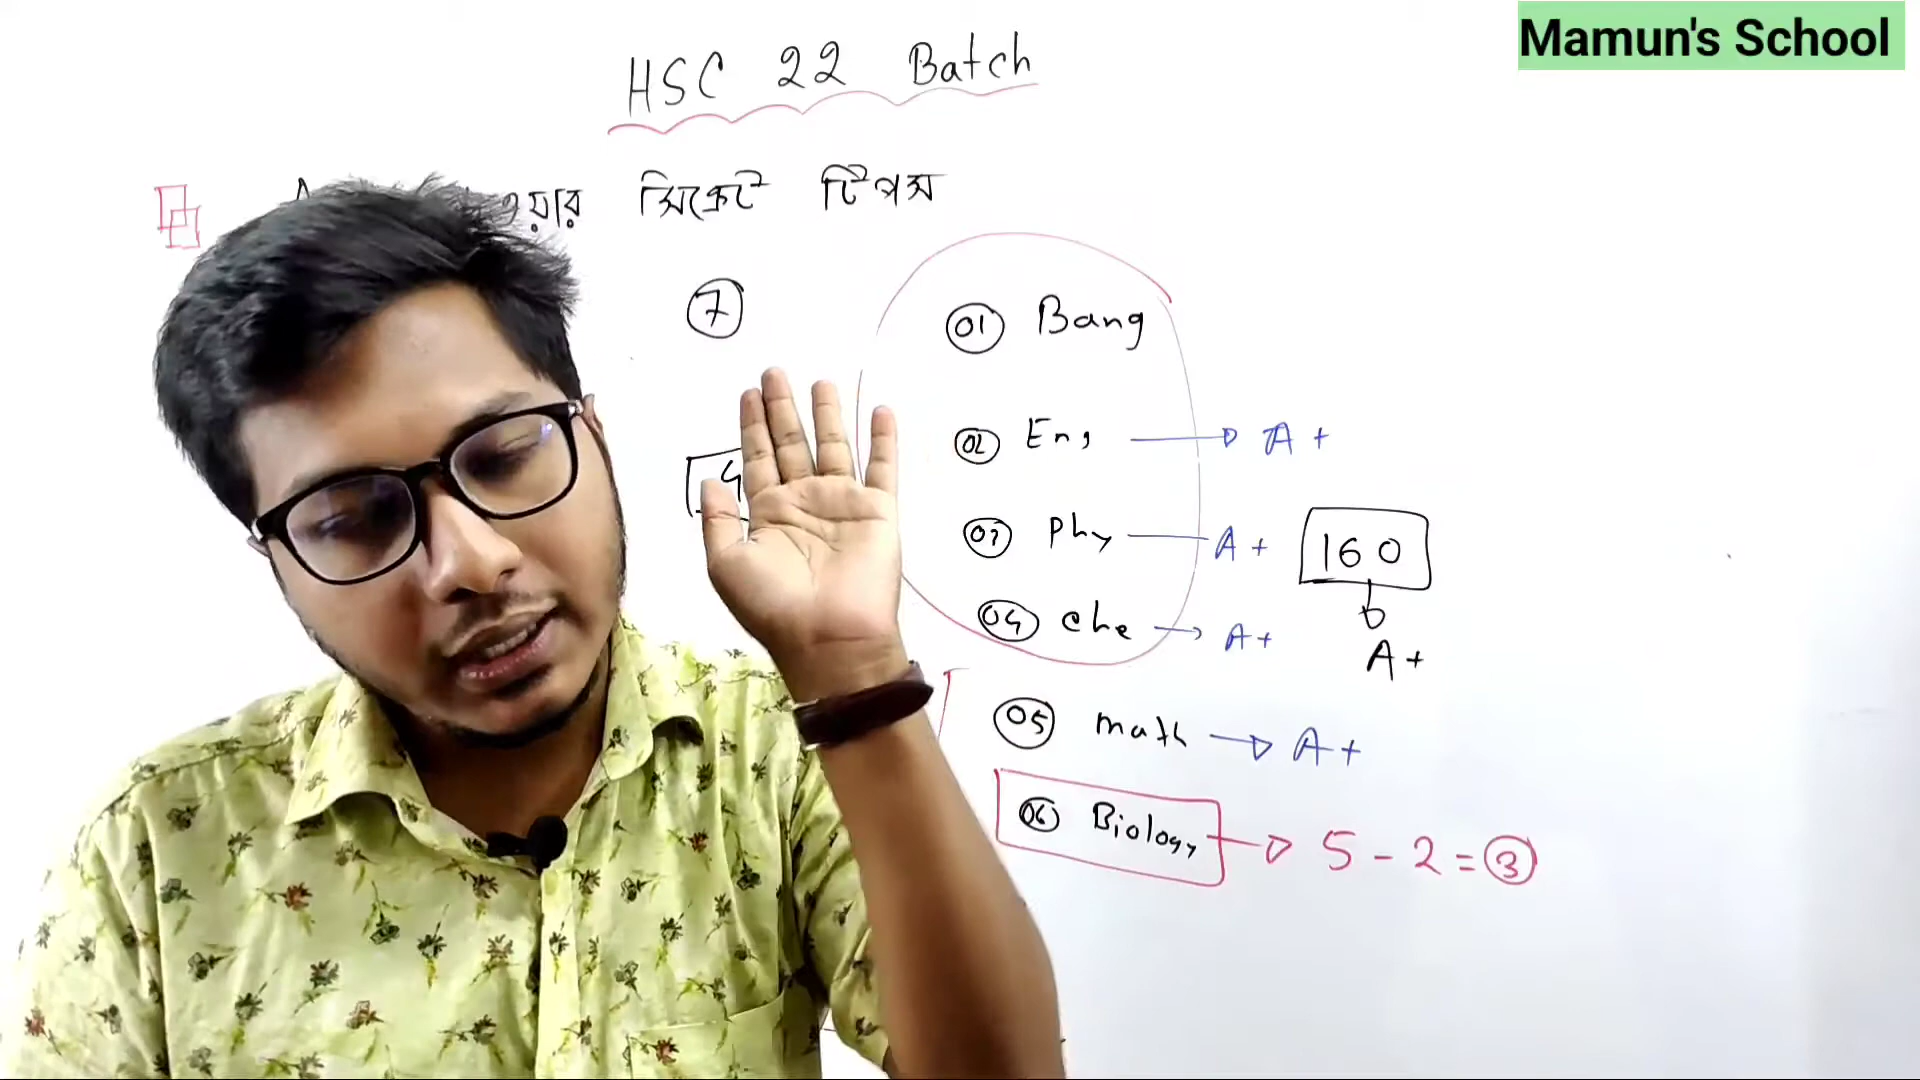 Mamun's School
HSC 22 Batch
সিক্রেট টিপস
7
01 Bang
02 Eng → A +
4
03 Phy — A +
160
04 Che → A +
A +
05 math → A +
06 Biology → 5 - 2 = 3